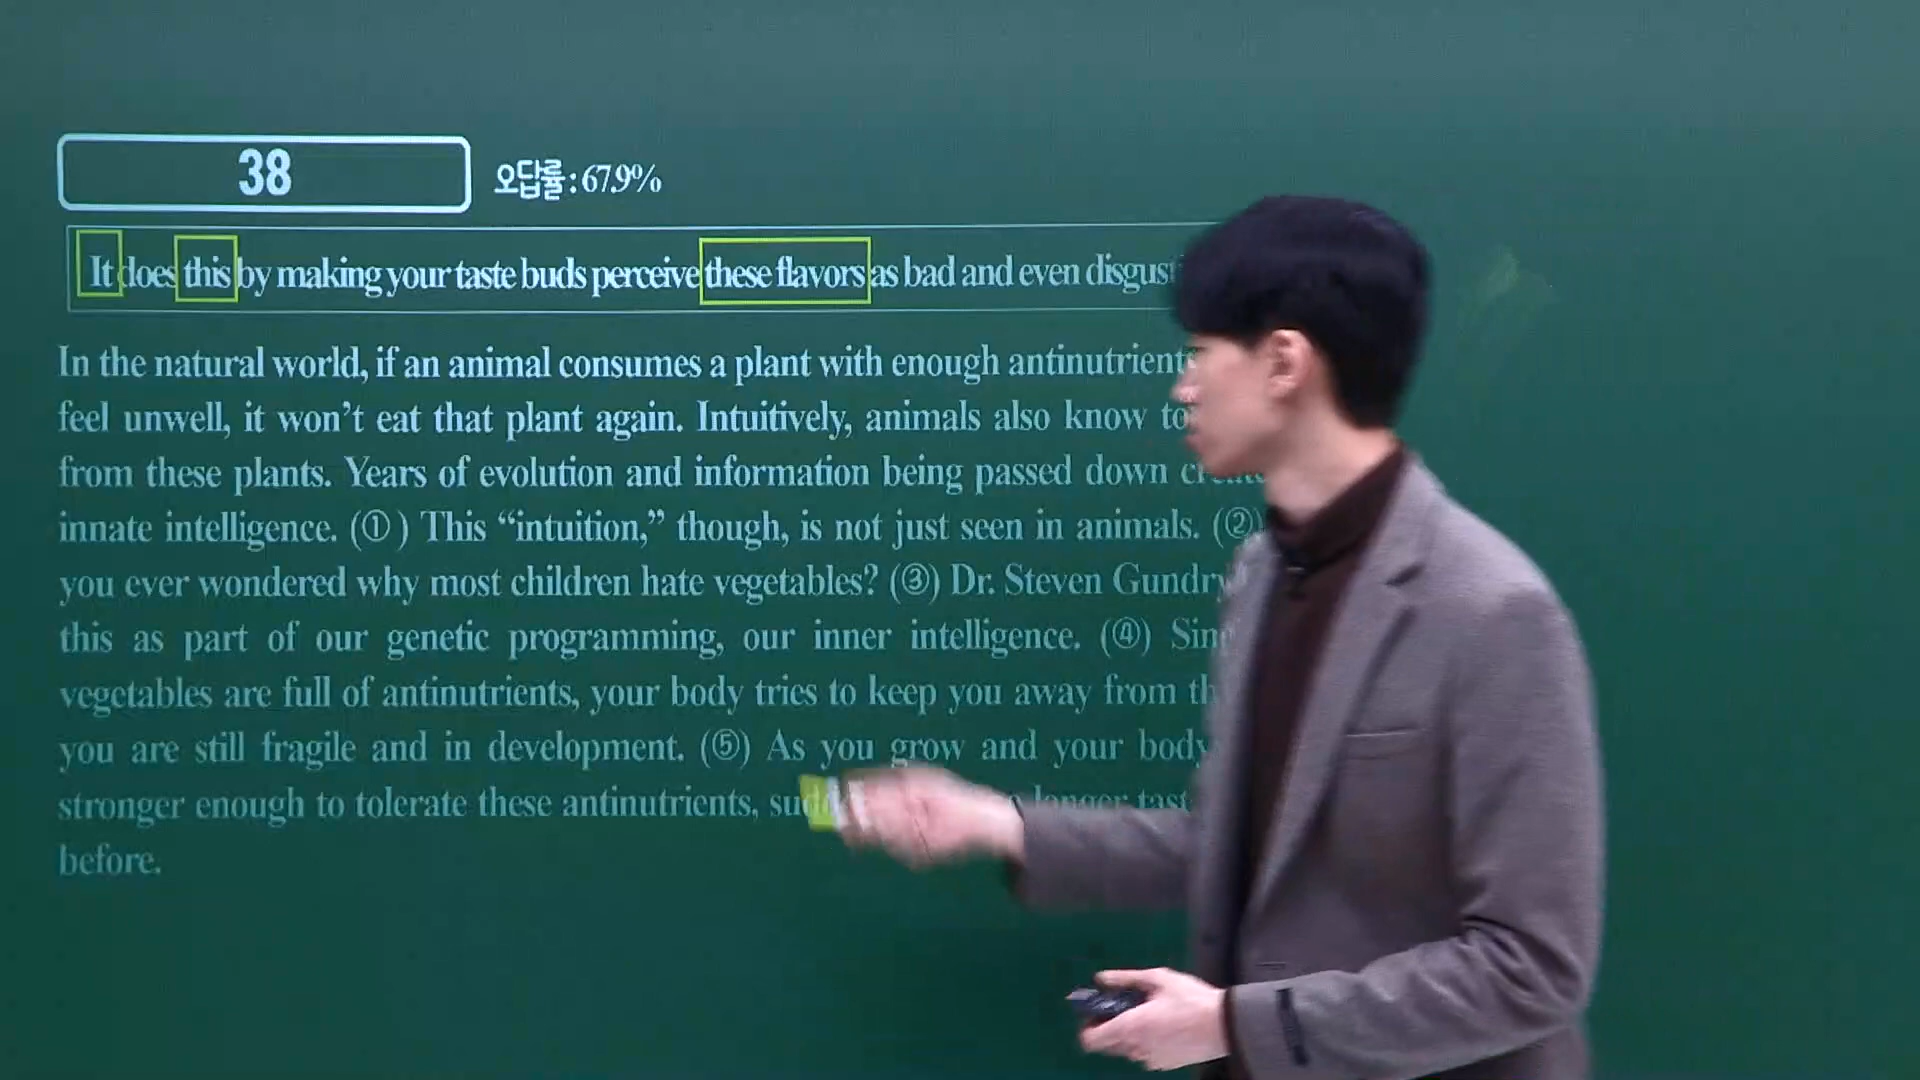 38
오답률 : 67.9%
It does this by making your taste buds perceive these flavors as bad and even
In the natural world, if an animal consumes a plant with enough
feel unwell, it won't eat that plant again. Intuitively, animals also know to
from these plants. Years of evolution and information being passed down
innate intelligence. (①) This “intuition,” though, is not just seen in animals. (②)
you ever wondered why most children hate vegetables? (③) Dr. Steven Gundry
this as part of our genetic programming, our inner intelligence. (④)
vegetables are full of antinutrients, your body tries to keep you away from
you are still fragile and in development. (⑤) As you grow and your body
stronger enough to tolerate these antinutrients, longer
before.